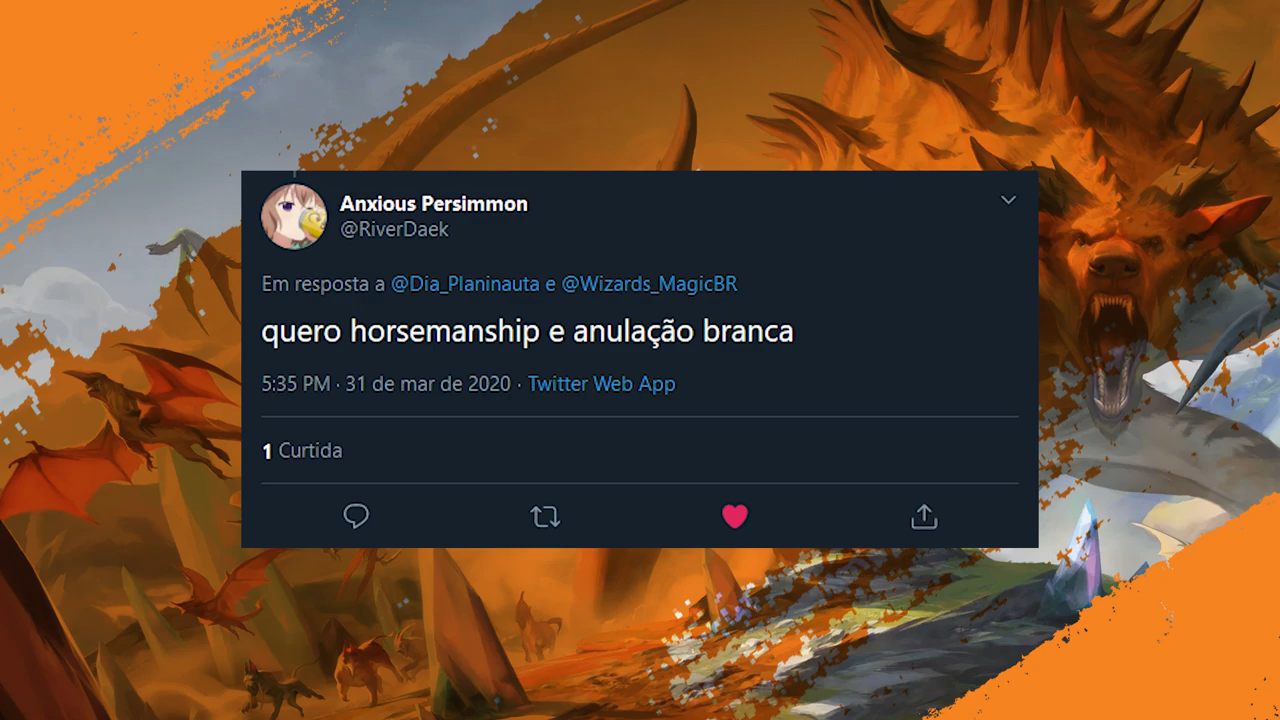 Anxious Persimmon
@RiverDaek
Em resposta a @Dia_Planinauta e @Wizards_MagicBR
quero horsemanship e anulação branca
5:35 PM · 31 de mar de 2020 · Twitter Web App
1 Curtida